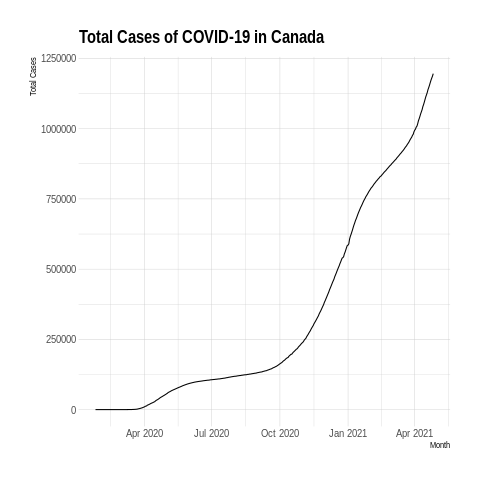 Total Cases of COVID-19 in Canada
Total Cases
1250000
1000000
750000
500000
250000
0
Apr 2020 Jul 2020 Oct 2020 Jan 2021 Apr 2021
Month